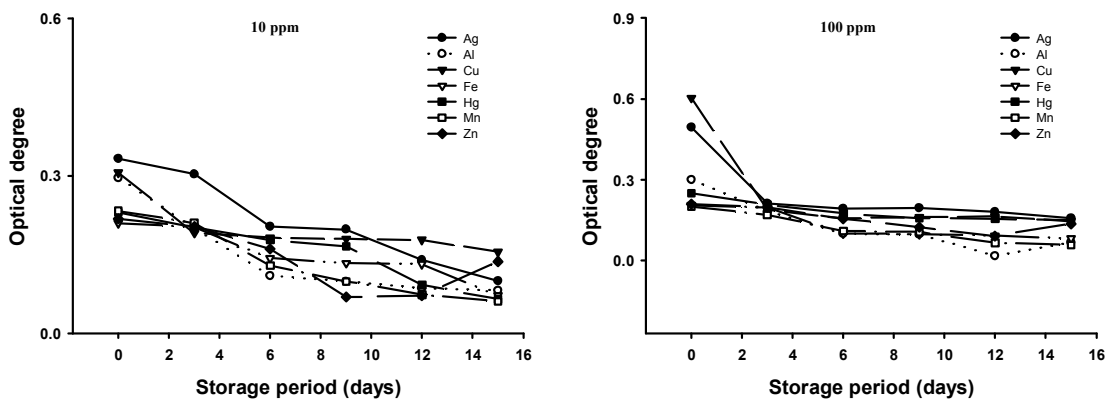 10 ppm
Ag
Al
Cu
Fe
Hg
Mn
Zn
Optical degree
0.6
0.3
0.0
0 2 4 6 8 10 12 14 16
Storage period (days)
100 ppm
Ag
Al
Cu
Fe
Hg
Mn
Zn
Optical degree
0.9
0.6
0.3
0.0
0 2 4 6 8 10 12 14 16
Storage period (days)